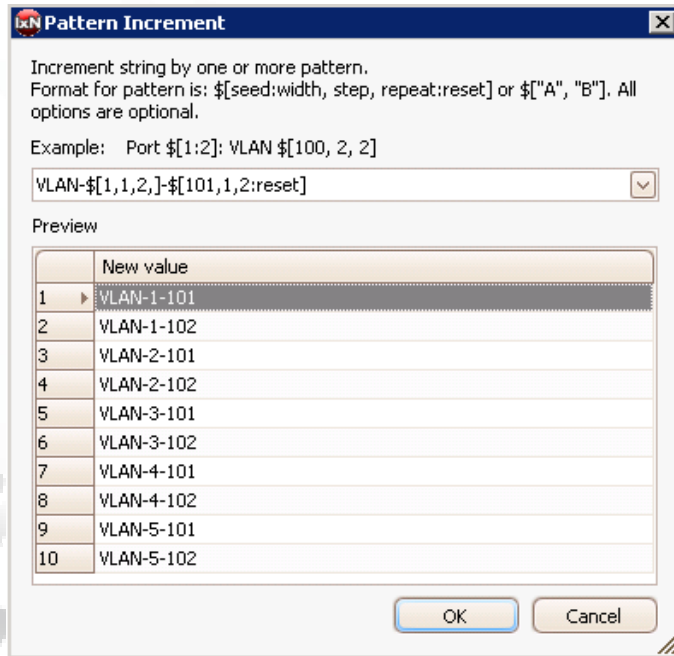 IxN Pattern Increment
Increment string by one or more pattern.
Format for pattern is: $[seed:width, step, repeat:reset] or $["A", "B"]. All
options are optional.
Example: Port $[1:2]: VLAN $[100, 2, 2]
VLAN-$[1,1,2,]-$[101,1,2:reset]
Preview
New value
1 VLAN-1-101
2 VLAN-1-102
3 VLAN-2-101
4 VLAN-2-102
5 VLAN-3-101
6 VLAN-3-102
7 VLAN-4-101
8 VLAN-4-102
9 VLAN-5-101
10 VLAN-5-102
OK Cancel